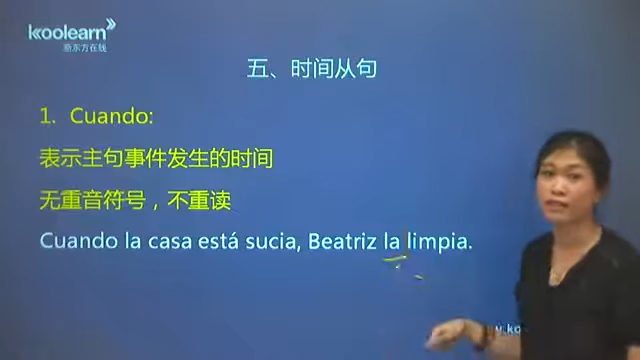 koolearn
新东方在线
五、时间从句
1. Cuando:
表示主句事件发生的时间
无重音符号，不重读
Cuando la casa está sucia, Beatriz la limpia.